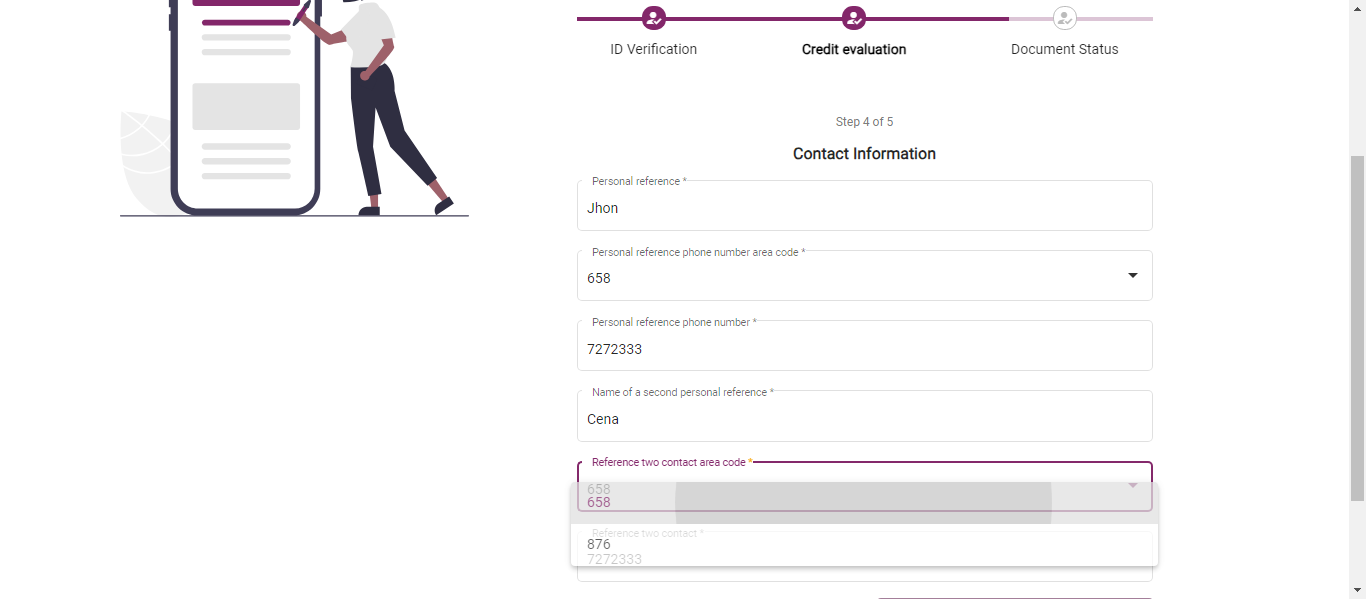 ID Verification
Credit evaluation
Document Status
Step 4 of 5
Contact Information
Personal reference *
Jhon
Personal reference phone number area code *
658
Personal reference phone number *
7272333
Name of a second personal reference *
Cena
Reference two contact area code *
658
658
Reference two contact *
876
7272333